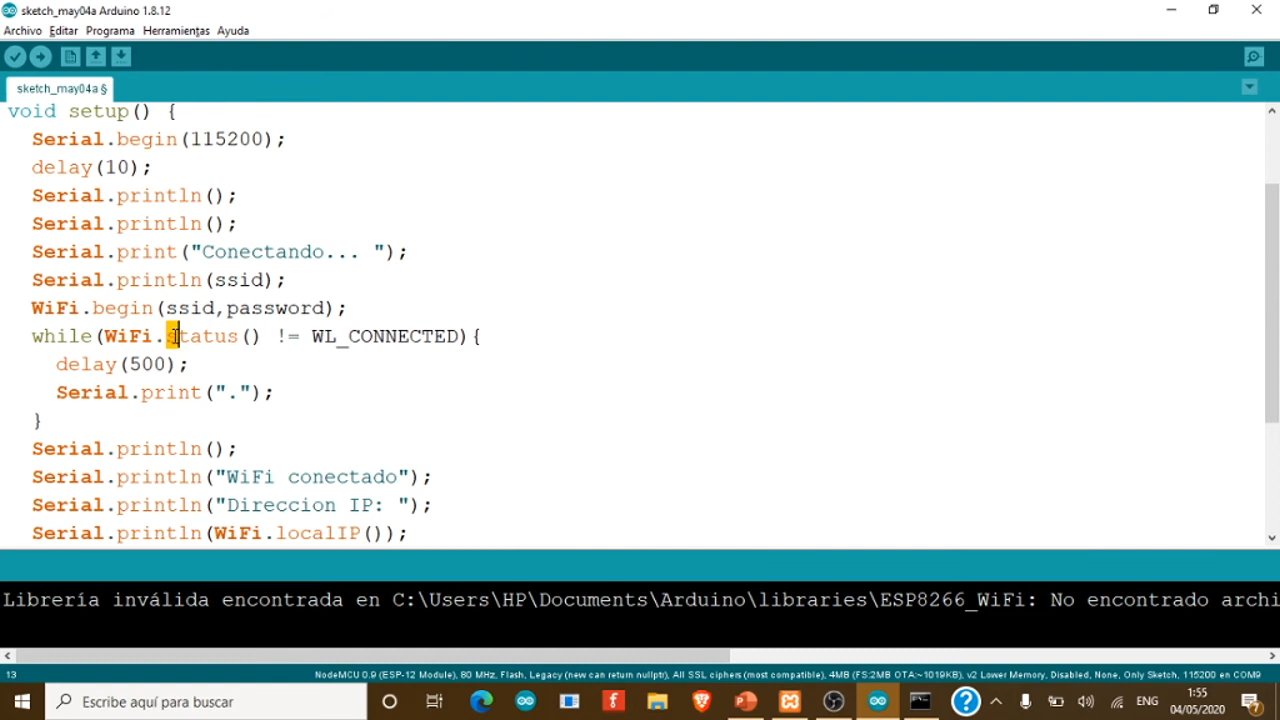 sketch_may04a Arduino 1.8.12
Archivo Editar Programa Herramientas Ayuda
sketch_may04a §
void setup() {
Serial.begin(115200);
delay(10);
Serial.println();
Serial.println();
Serial.print("Conectando... ");
Serial.println(ssid);
WiFi.begin(ssid,password);
while(WiFi.status() != WL_CONNECTED){
delay(500);
Serial.print(".");
}
Serial.println();
Serial.println("WiFi conectado");
Serial.println("Direccion IP: ");
Serial.println(WiFi.localIP());
Librería inválida encontrada en C:\Users\HP\Documents\Arduino\libraries\ESP8266_WiFi: No encontrado archi
13
NodeMCU 0.9 (ESP-12 Module), 80 MHz, Flash, Legacy (new can return nullptr), All SSL ciphers (most compatible), 4MB (FS:2MB OTA:~1019KB), v2 Lower Memory, Disabled, None, Only Sketch, 115200 en COM9
Escribe aquí para buscar
ENG
1:55
04/05/2020
7